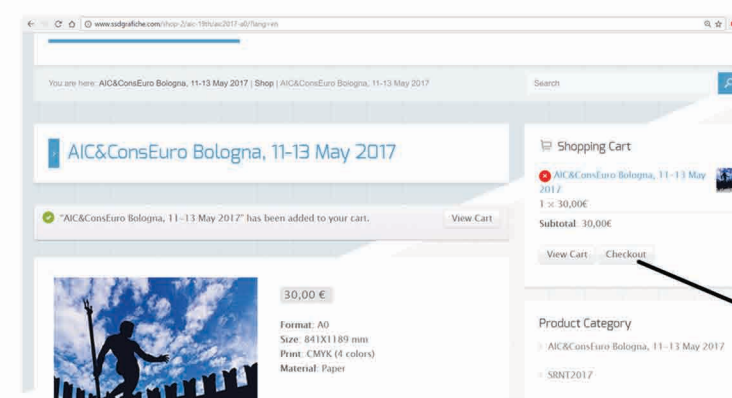 www.ssdgrafiche.com/shop-2/aic-19th/aic2017-a0/?lang=en
You are here: AIC&ConsEuro Bologna, 11-13 May 2017 | Shop | AIC&ConsEuro Bologna, 11-13 May 2017
Search
AIC&ConsEuro Bologna, 11-13 May 2017
"AIC&ConsEuro Bologna, 11–13 May 2017" has been added to your cart.
View Cart
30,00 €
Format: A0
Size: 841X1189 mm
Print: CMYK (4 colors)
Material: Paper
Shopping Cart
AIC&ConsEuro Bologna, 11-13 May
2017
1 × 30,00€
Subtotal: 30,00€
View Cart
Checkout
Product Category
AIC&ConsEuro Bologna, 11-13 May 2017
SRNT2017